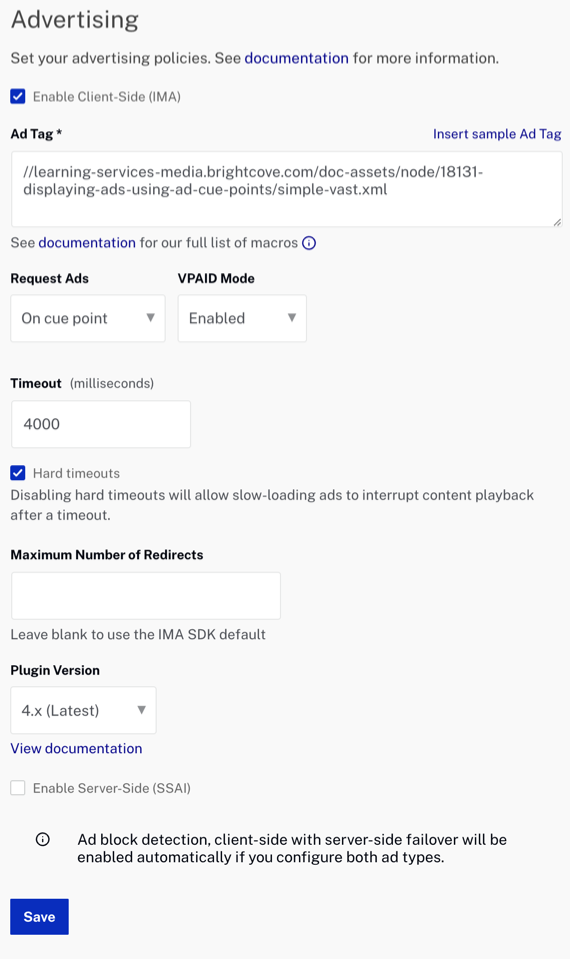 Advertising
Set your advertising policies. See documentation for more information.
Enable Client-Side (IMA)
Ad Tag * Insert sample Ad Tag
//learning-services-media.brightcove.com/doc-assets/node/18131-
displaying-ads-using-ad-cue-points/simple-vast.xml
See documentation for our full list of macros
Request Ads VPAID Mode
On cue point Enabled
Timeout (milliseconds)
4000
Hard timeouts
Disabling hard timeouts will allow slow-loading ads to interrupt content playback
after a timeout.
Maximum Number of Redirects
Leave blank to use the IMA SDK default
Plugin Version
4.x (Latest)
View documentation
Enable Server-Side (SSAI)
Ad block detection, client-side with server-side failover will be
enabled automatically if you configure both ad types.
Save